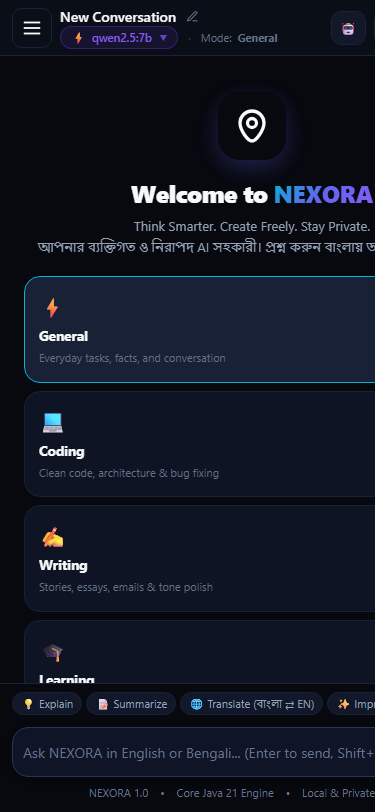 New Conversation
qwen2.5:7b
· Mode: General
Welcome to NEXORA
Think Smarter. Create Freely. Stay Private.
আপনার ব্যক্তিগত ও নিরাপদ AI সহকারী। প্রশ্ন করুন বাংলায়
General
Everyday tasks, facts, and conversation
Coding
Clean code, architecture & bug fixing
Writing
Stories, essays, emails & tone polish
Learning
Explain
Summarize
Translate (বাংলা ⇄ EN)
Ask NEXORA in English or Bengali... (Enter to send, Shift+
NEXORA 1.0 • Core Java 21 Engine • Local & Private